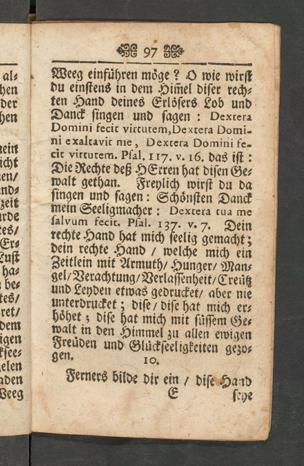 97
Weeg einführen möge? O wie wirst
du einstens in dem Him̃el diser rech-
ten Hand deines Erlösers Lob und
Danck singen und sagen: Dextera
Domini fecit virtutem, Dextera Domi-
ni exaltavit me, Dextera Domini fe-
cit virtutem. Psal. 117. v. 16. das ist:
Die Rechte deß HErren hat disen Ge-
walt gethan. Freylich wirst du da
singen und sagen: Schönsten Danck
mein Seeligmacher: Dextera tua me
salvum fecit. Psal. 137. v. 7. Dein
rechte Hand hat mich seelig gemacht;
dein rechte Hand / welche mich ein
Zeitlein mit Armuth / Hunger / Man-
gel / Verachtung / Verlassenheit / Creütz
und Leyden etwas gedrucket / aber nie
unterdrucket; dise / dise hat mich er-
höhet; dise hat mich mit süssem Ge-
walt in den Himmel zu allen ewigen
Freüden und Glückseeligkeiten gezo-
gen.
10.
Ferners bilde dir ein / dise Hand
E seye